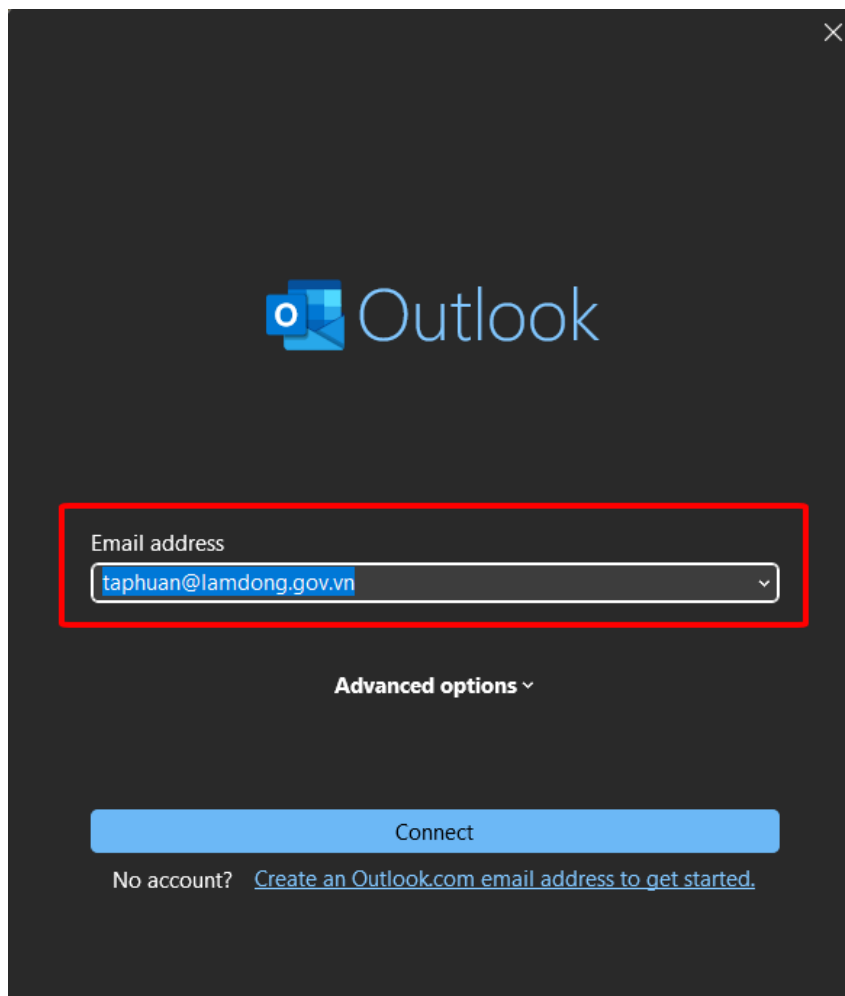 Outlook
Email address
taphuan@lamdong.gov.vn
Advanced options
Connect
No account? Create an Outlook.com email address to get started.